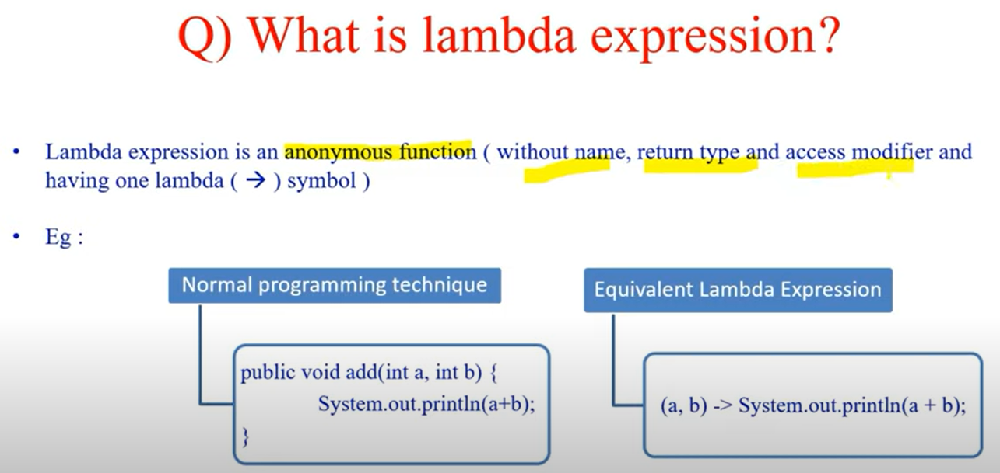 Q) What is lambda expression?
• Lambda expression is an anonymous function ( without name, return type and access modifier and
having one lambda ( → ) symbol )
• Eg :
Normal programming technique
public void add(int a, int b) {
System.out.println(a+b);
}
Equivalent Lambda Expression
(a, b) -> System.out.println(a + b);